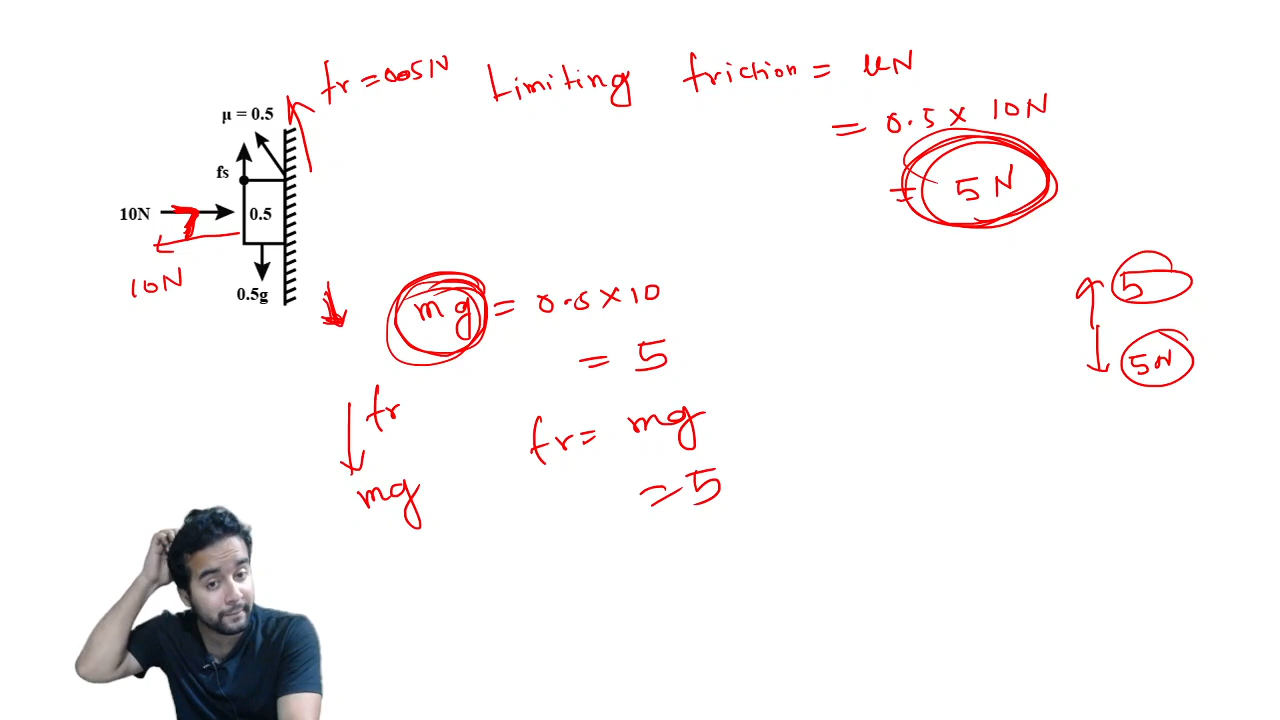 fr = 0.5N
Limiting friction = μN
= 0.5 × 10N
= 5 N
μ = 0.5
fs
10N
0.5
10N
0.5g
mg = 0.5 × 10
= 5
5
5N
fr
mg
fr = mg
= 5